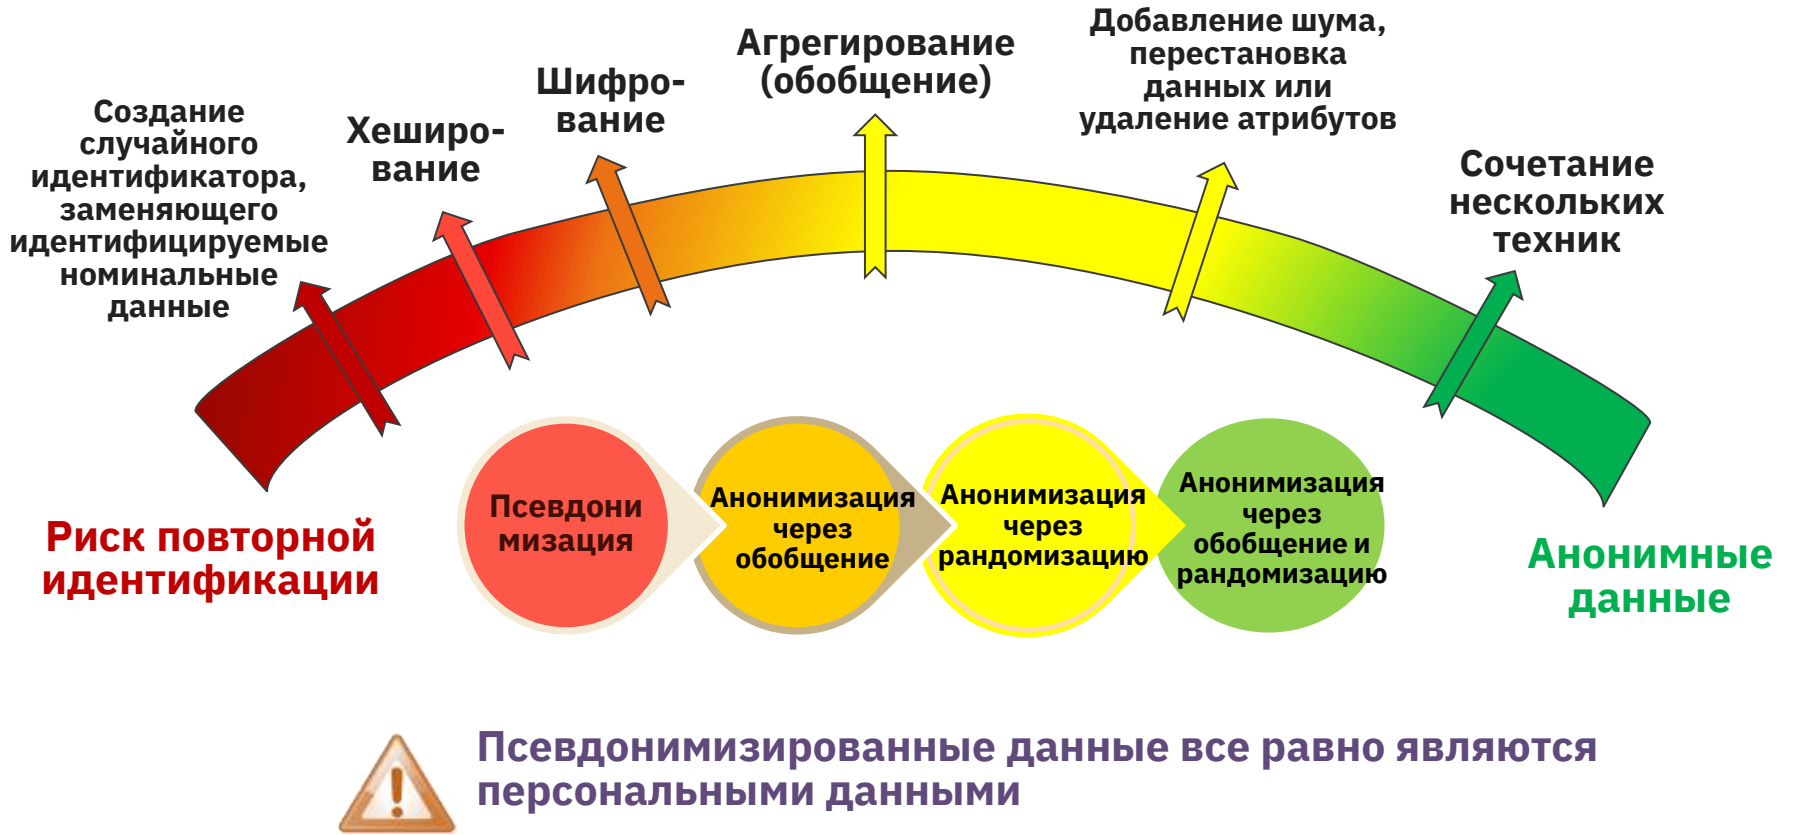 Создание
случайного
идентификатора,
заменяющего
идентифицируемые
номинальные
данные
Хеширо-
вание
Шифро-
вание
Агрегирование
(обобщение)
Добавление шума,
перестановка
данных или
удаление атрибутов
Сочетание
нескольких
техник
Риск повторной
идентификации
Псевдони
мизация
Анонимизация
через
обобщение
Анонимизация
через
рандомизацию
Анонимизация
через
обобщение и
рандомизацию
Анонимные
данные
Псевдонимизированные данные все равно являются
персональными данными